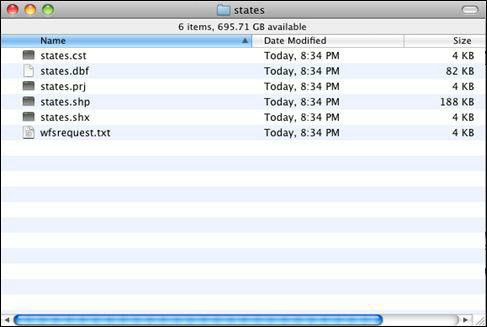 states
6 items, 695.71 GB available
Name Date Modified Size
states.cst Today, 8:34 PM 4 KB
states.dbf Today, 8:34 PM 82 KB
states.prj Today, 8:34 PM 4 KB
states.shp Today, 8:34 PM 188 KB
states.shx Today, 8:34 PM 4 KB
wfsrequest.txt Today, 8:34 PM 4 KB